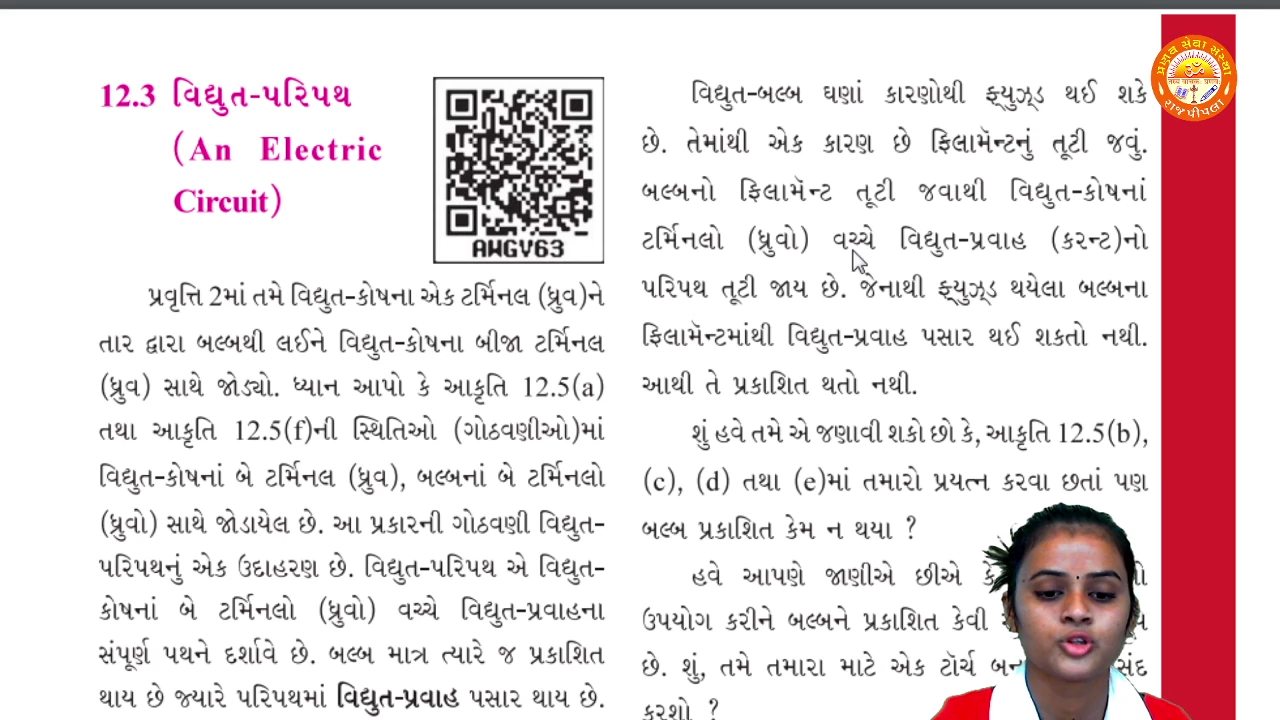 12.3 વિદ્યુત-પરિપથ
(An Electric
Circuit)
AWGV63
પ્રવૃત્તિ 2માં તમે વિદ્યુત-કોષના એક ટર્મિનલ (ધ્રુવ)ને
તાર દ્વારા બલ્બથી લઈને વિદ્યુત-કોષના બીજા ટર્મિનલ
(ધ્રુવ) સાથે જોડ્યો. ધ્યાન આપો કે આકૃતિ 12.5(a)
તથા આકૃતિ 12.5(f)ની સ્થિતિઓ (ગોઠવણીઓ)માં
વિદ્યુત-કોષનાં બે ટર્મિનલ (ધ્રુવ), બલ્બનાં બે ટર્મિનલો
(ધ્રુવો) સાથે જોડાયેલ છે. આ પ્રકારની ગોઠવણી વિદ્યુત-
પરિપથનું એક ઉદાહરણ છે. વિદ્યુત-પરિપથ એ વિદ્યુત-
કોષનાં બે ટર્મિનલો (ધ્રુવો) વચ્ચે વિદ્યુત-પ્રવાહના
સંપૂર્ણ પથને દર્શાવે છે. બલ્બ માત્ર ત્યારે જ પ્રકાશિત
થાય છે જ્યારે પરિપથમાં વિદ્યુત-પ્રવાહ પસાર થાય છે.
વિદ્યુત-બલ્બ ઘણાં કારણોથી ફ્યુઝ્ડ થઈ શકે
છે. તેમાંથી એક કારણ છે ફિલામૅન્ટનું તૂટી જવું.
બલ્બનો ફિલામૅન્ટ તૂટી જવાથી વિદ્યુત-કોષનાં
ટર્મિનલો (ધ્રુવો) વચ્ચે વિદ્યુત-પ્રવાહ (કરન્ટ)નો
પરિપથ તૂટી જાય છે. જેનાથી ફ્યુઝ્ડ થયેલા બલ્બના
ફિલામૅન્ટમાંથી વિદ્યુત-પ્રવાહ પસાર થઈ શકતો નથી.
આથી તે પ્રકાશિત થતો નથી.
શું હવે તમે એ જણાવી શકો છો કે, આકૃતિ 12.5(b),
(c), (d) તથા (e)માં તમારો પ્રયત્ન કરવા છતાં પણ
બલ્બ પ્રકાશિત કેમ ન થયા ?
હવે આપણે જાણીએ છીએ
ઉપયોગ કરીને બલ્બને પ્રકાશિત કેવી
છે. શું, તમે તમારા માટે એક ટૉર્ચ
કરશો ?
પ્રણવ સેવા સંસ્થા
રાજપીપલા